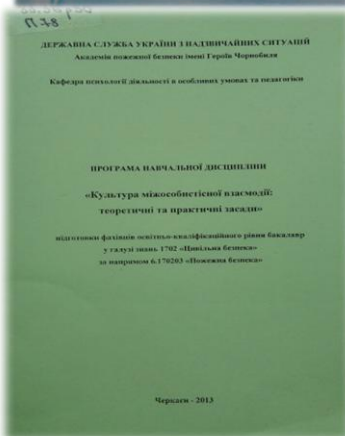 П 78
ДЕРЖАВНА СЛУЖБА УКРАЇНИ З НАДЗВИЧАЙНИХ СИТУАЦІЙ
Академія пожежної безпеки імені Героїв Чорнобиля
Кафедра психології діяльності в особливих умовах та педагогіки
ПРОГРАМА НАВЧАЛЬНОЇ ДИСЦИПЛІНИ
«Культура міжособистісної взаємодії:
теоретичні та практичні засади»
підготовки фахівців освітньо-кваліфікаційного рівня бакалавр
у галузі знань 1702 «Цивільна безпека»
за напрямом 6.170203 «Пожежна безпека»
Черкаси - 2013